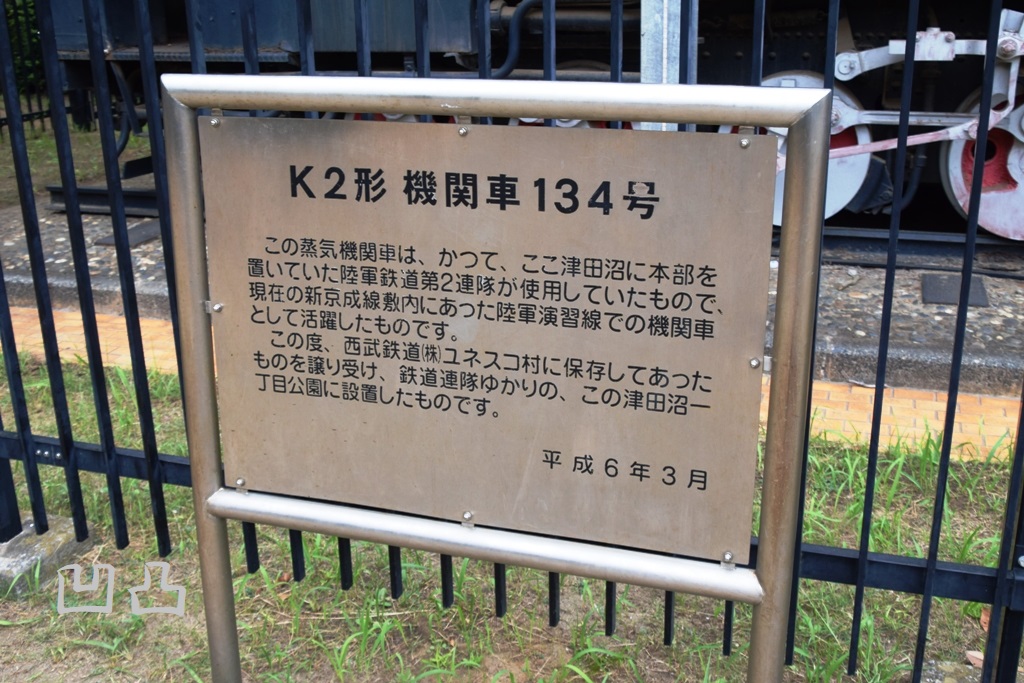 K2形 機関車134号
この蒸気機関車は、かつて、ここ津田沼に本部を
置いていた陸軍鉄道第2連隊が使用していたもので、
現在の新京成線敷内にあった陸軍演習線での機関車
として活躍したものです。
この度、西武鉄道㈱ユネスコ村に保存してあった
ものを譲り受け、鉄道連隊ゆかりの、この津田沼一
丁目公園に設置したものです。
平成6年3月
凹凸